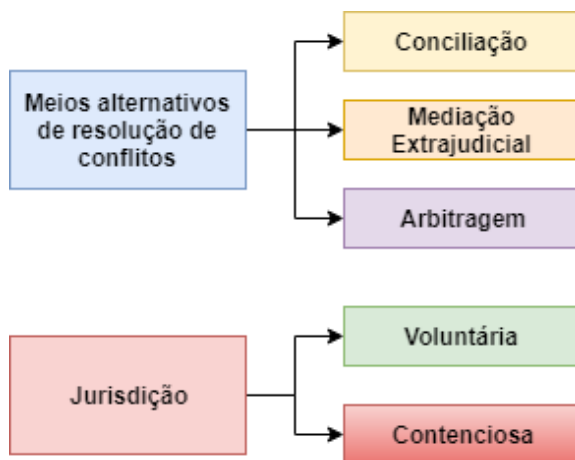 Meios alternativos
de resolução de
conflitos
Conciliação
Mediação
Extrajudicial
Arbitragem
Jurisdição
Voluntária
Contenciosa